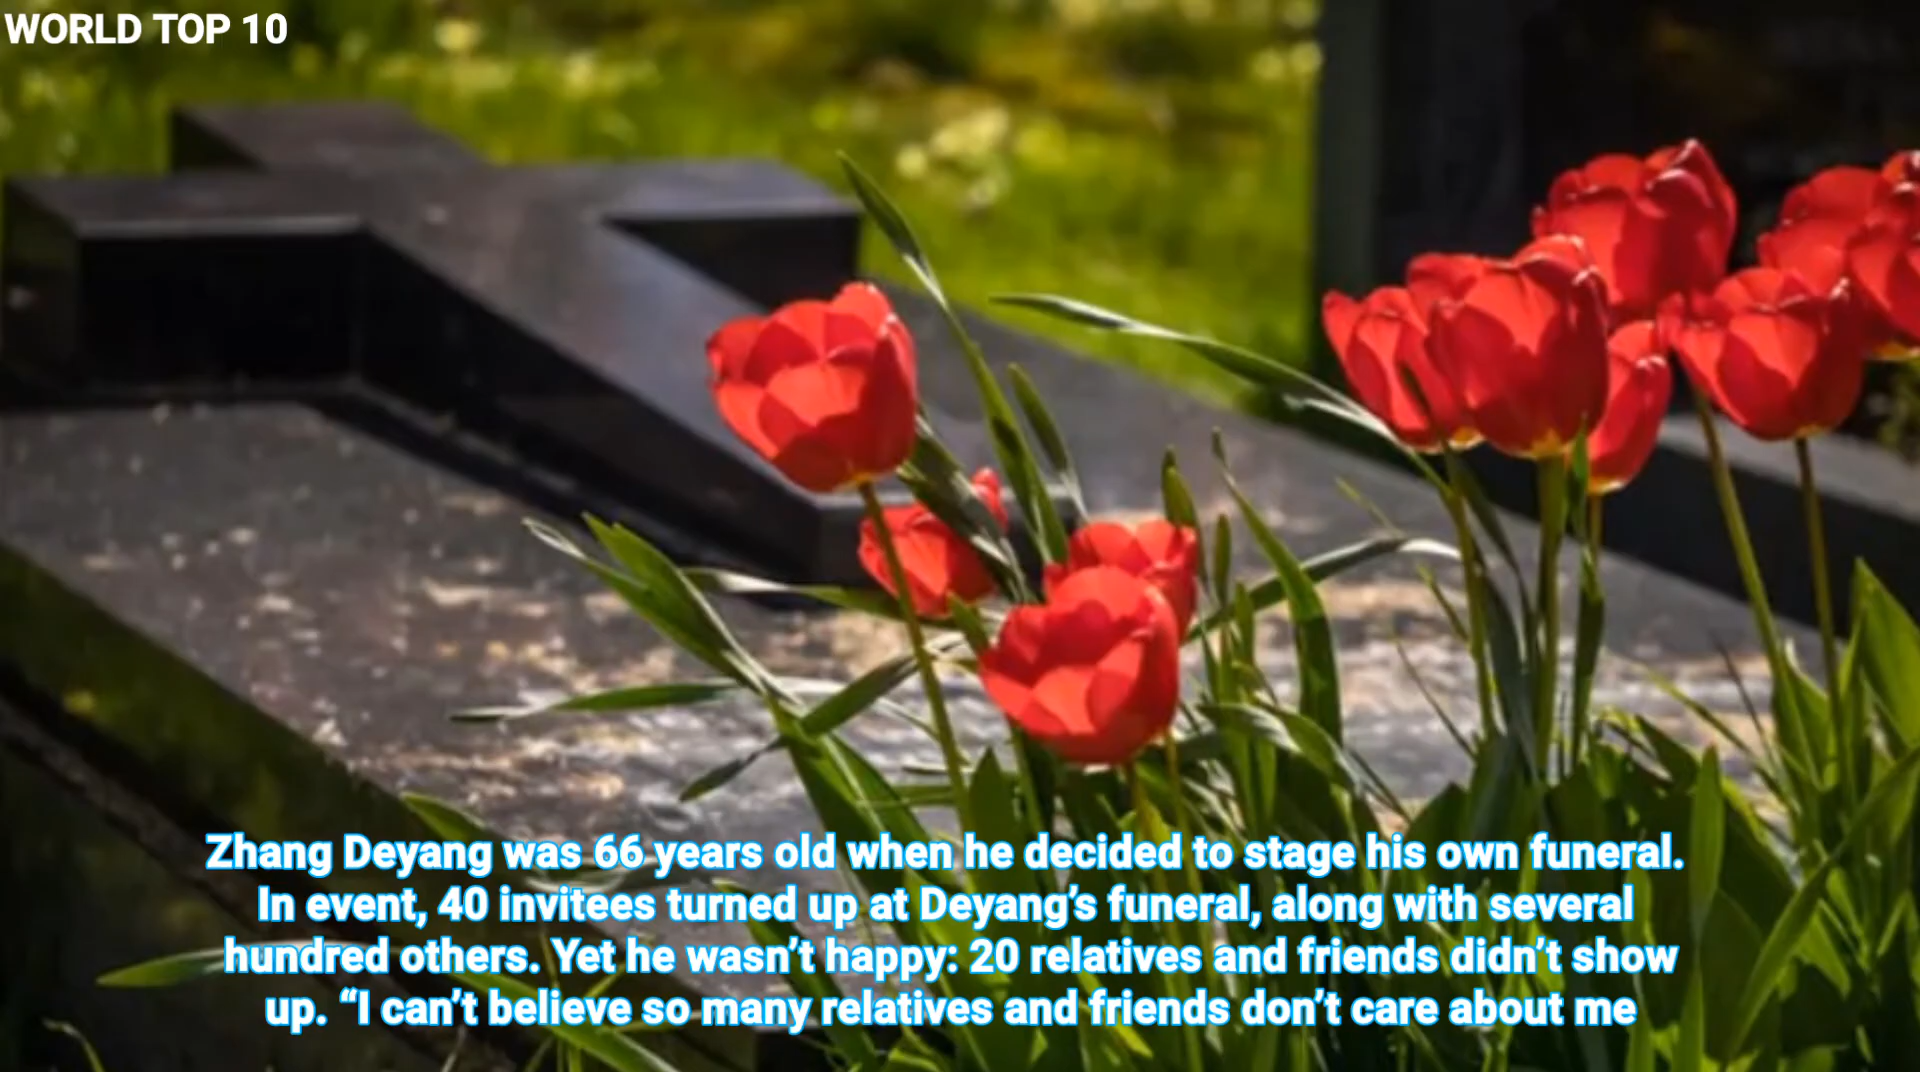 WORLD TOP 10
Zhang Deyang was 66 years old when he decided to stage his own funeral.
In event, 40 invitees turned up at Deyang’s funeral, along with several
hundred others. Yet he wasn’t happy: 20 relatives and friends didn’t show
up. “I can’t believe so many relatives and friends don’t care about me